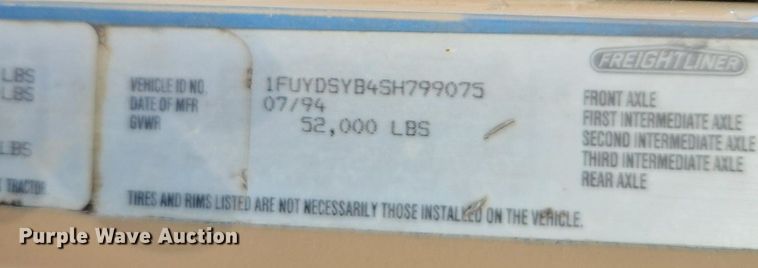 LBS
LBS
LBS
TRACTOR
VEHICLE ID NO. 1FUYDSYB4SH799075
DATE OF MFR 07/94
GVWR 52,000 LBS
FREIGHTLINER
FRONT AXLE
FIRST INTERMEDIATE AXLE
SECOND INTERMEDIATE AXLE
THIRD INTERMEDIATE AXLE
REAR AXLE
TIRES AND RIMS LISTED ARE NOT NECESSARILY THOSE INSTALLED ON THE VEHICLE.
Purple Wave Auction